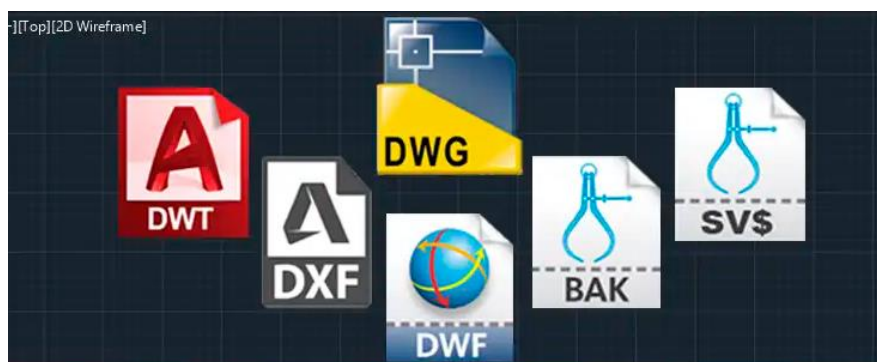 -][Top][2D Wireframe]
DWT
DXF
DWG
DWF
BAK
SV$